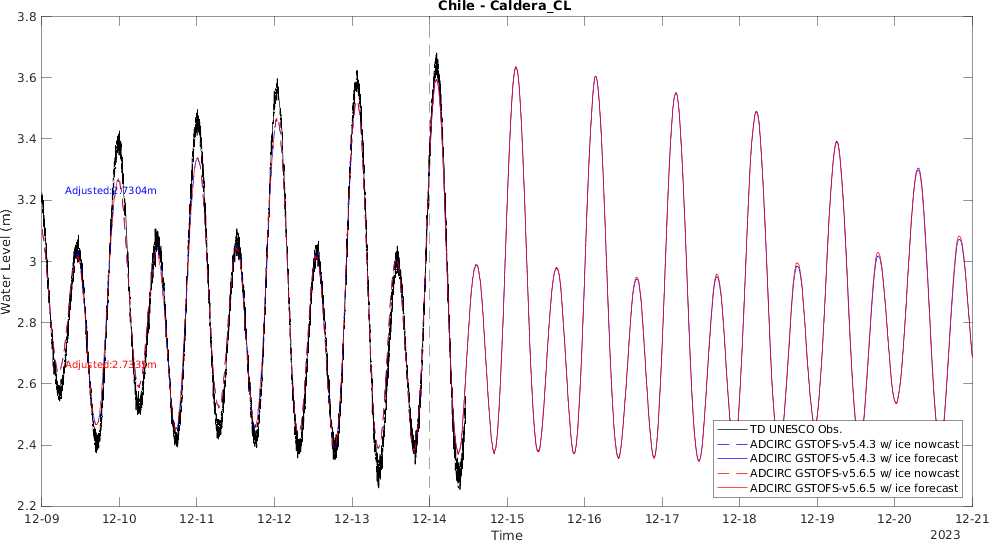 Chile - Caldera_CL
3.8
3.6
3.4
3.2
3
2.8
2.6
2.4
2.2
Water Level (m)
Adjusted:2.7304m
Adjusted:2.7335m
TD UNESCO Obs.
ADCIRC GSTOFS-v5.4.3 w/ ice nowcast
ADCIRC GSTOFS-v5.4.3 w/ ice forecast
ADCIRC GSTOFS-v5.6.5 w/ ice nowcast
ADCIRC GSTOFS-v5.6.5 w/ ice forecast
12-09 12-10 12-11 12-12 12-13 12-14 12-15 12-16 12-17 12-18 12-19 12-20 12-21
Time
2023